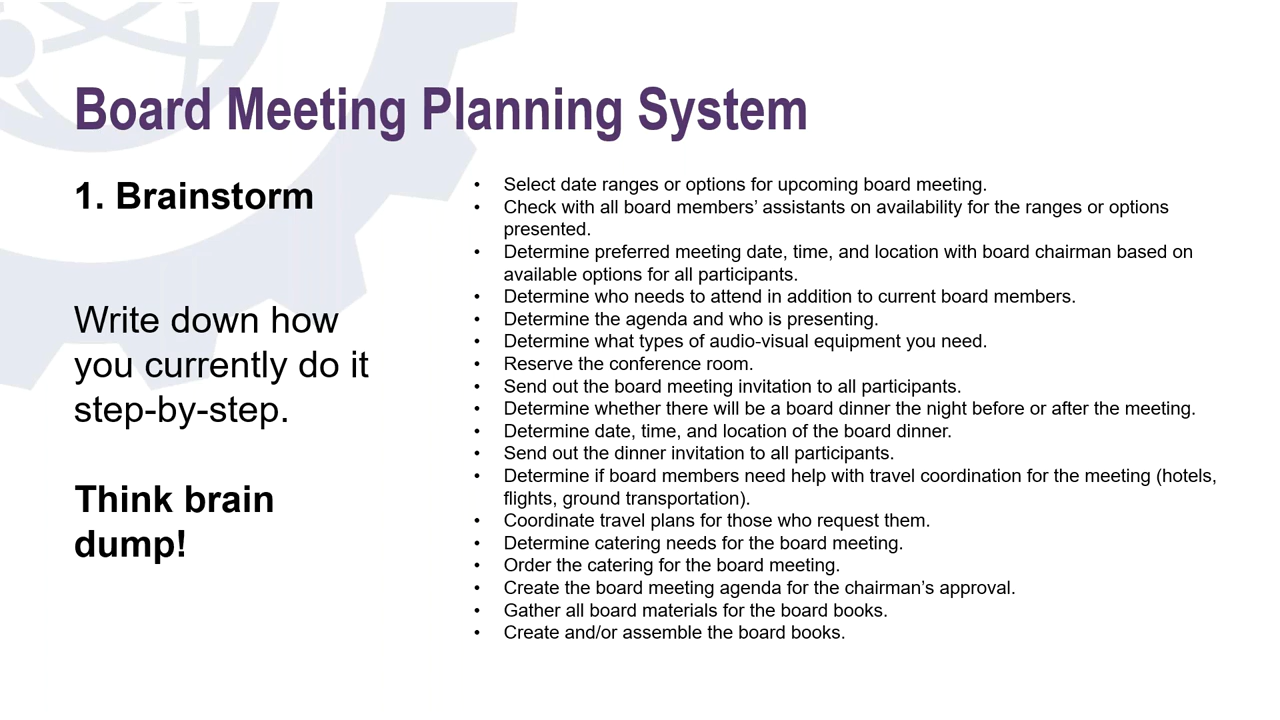 Board Meeting Planning System
1. Brainstorm
Write down how
you currently do it
step-by-step.
Think brain
dump!
• Select date ranges or options for upcoming board meeting.
• Check with all board members’ assistants on availability for the ranges or options
presented.
• Determine preferred meeting date, time, and location with board chairman based on
available options for all participants.
• Determine who needs to attend in addition to current board members.
• Determine the agenda and who is presenting.
• Determine what types of audio-visual equipment you need.
• Reserve the conference room.
• Send out the board meeting invitation to all participants.
• Determine whether there will be a board dinner the night before or after the meeting.
• Determine date, time, and location of the board dinner.
• Send out the dinner invitation to all participants.
• Determine if board members need help with travel coordination for the meeting (hotels,
flights, ground transportation).
• Coordinate travel plans for those who request them.
• Determine catering needs for the board meeting.
• Order the catering for the board meeting.
• Create the board meeting agenda for the chairman’s approval.
• Gather all board materials for the board books.
• Create and/or assemble the board books.